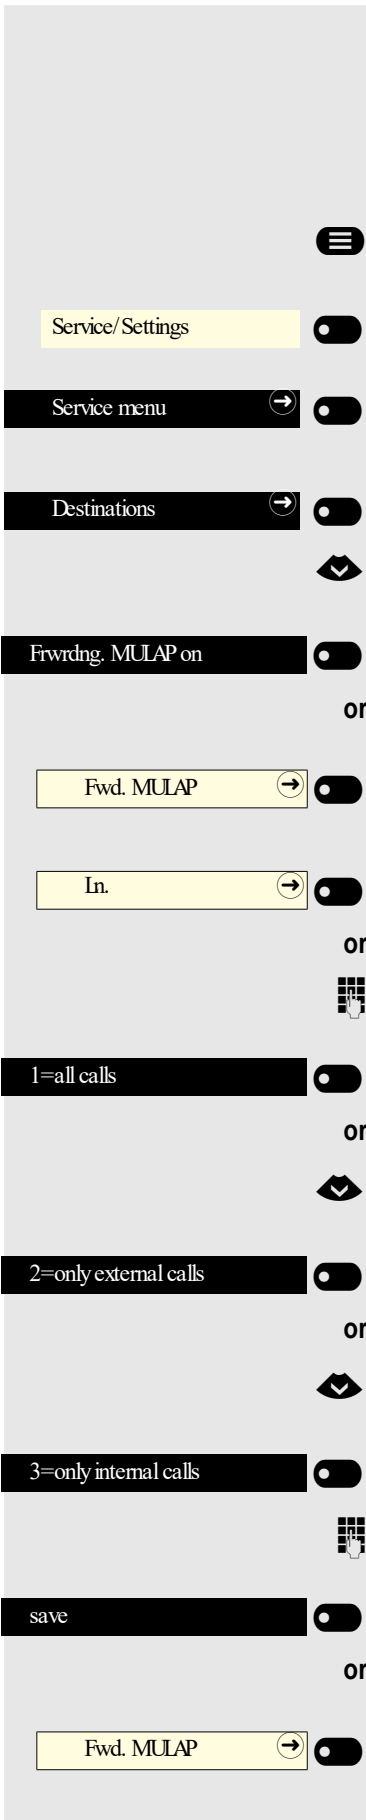 Service/Settings
Service menu
Destinations
Frwrdng. MULAP on
or
Fwd. MULAP
Ln.
or
1=all calls
or
2=only external calls
or
3=only internal calls
save
or
Fwd. MULAP